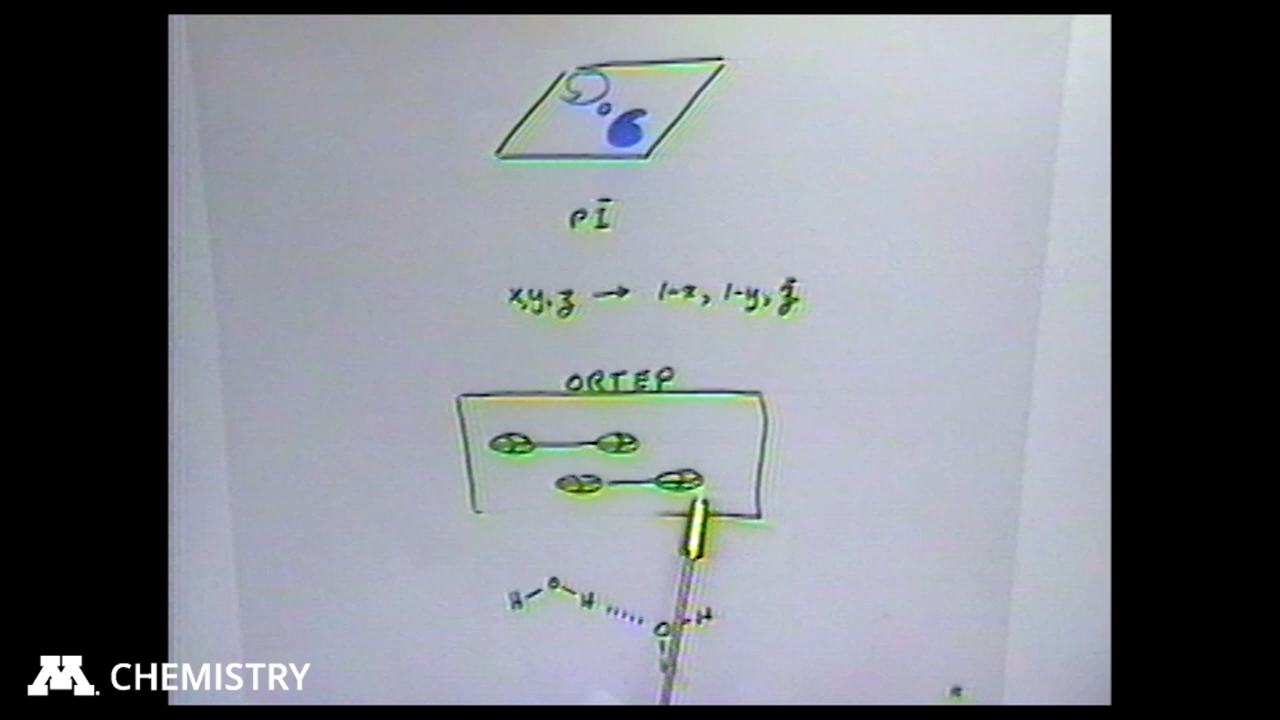 P1̄
x,y,z → 1-x, 1-y, z̄
ORTEP
H-O-H
O-H
M. CHEMISTRY